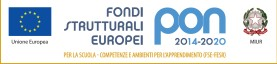 FONDI
STRUTTURALI
EUROPEI
pon
2014-2020
Unione Europea
MIUR
PER LA SCUOLA - COMPETENZE E AMBIENTI PER L'APPRENDIMENTO (FSE-FESR)